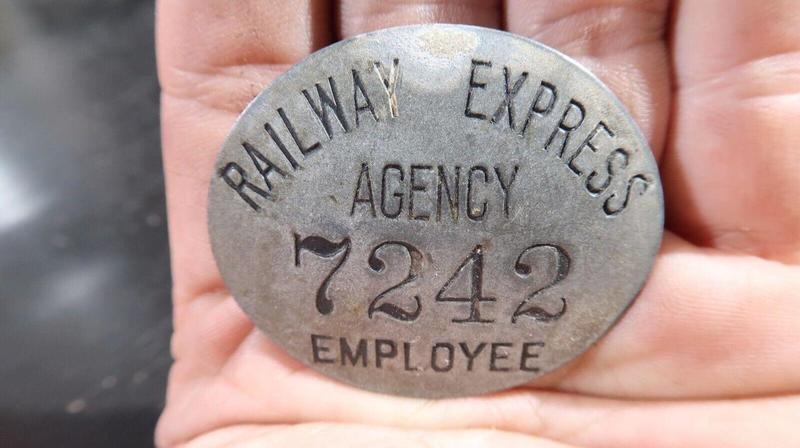 RAILWAY EXPRESS
AGENCY
7242
EMPLOYEE